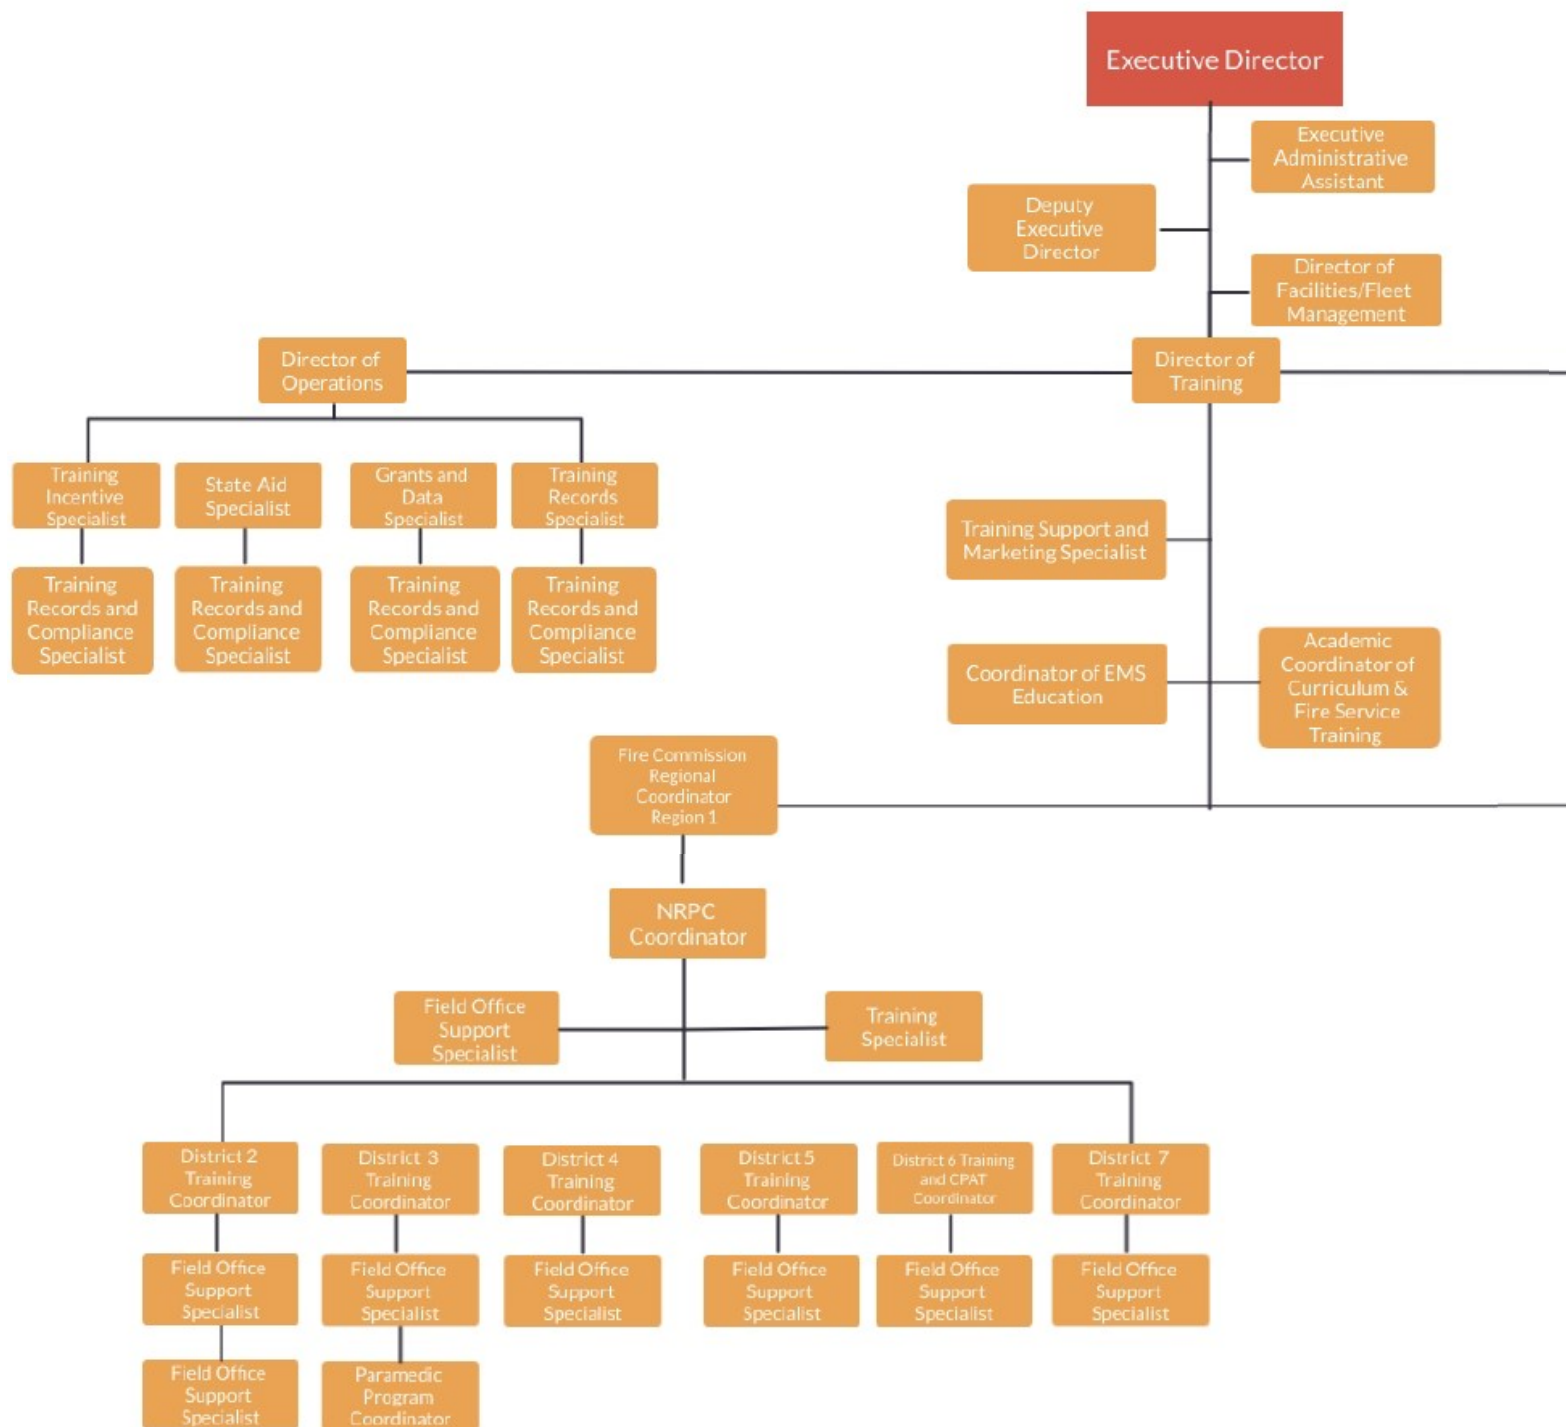 Executive Director
Executive
Administrative
Assistant
Deputy
Executive
Director
Director of
Facilities/Fleet
Management
Director of
Operations
Director of
Training
Training
Incentive
Specialist
State Aid
Specialist
Grants and
Data
Specialist
Training
Records
Specialist
Training
Records and
Compliance
Specialist
Training
Records and
Compliance
Specialist
Training
Records and
Compliance
Specialist
Training
Records and
Compliance
Specialist
Training Support and
Marketing Specialist
Coordinator of EMS
Education
Academic
Coordinator of
Curriculum &
Fire Service
Training
Fire Commission
Regional
Coordinator
Region 1
NRPC
Coordinator
Field Office
Support
Specialist
Training
Specialist
District 2
Training
Coordinator
District 3
Training
Coordinator
District 4
Training
Coordinator
District 5
Training
Coordinator
District 6 Training
and CPAT
Coordinator
District 7
Training
Coordinator
Field Office
Support
Specialist
Field Office
Support
Specialist
Field Office
Support
Specialist
Field Office
Support
Specialist
Field Office
Support
Specialist
Field Office
Support
Specialist
Field Office
Support
Specialist
Paramedic
Program
Coordinator